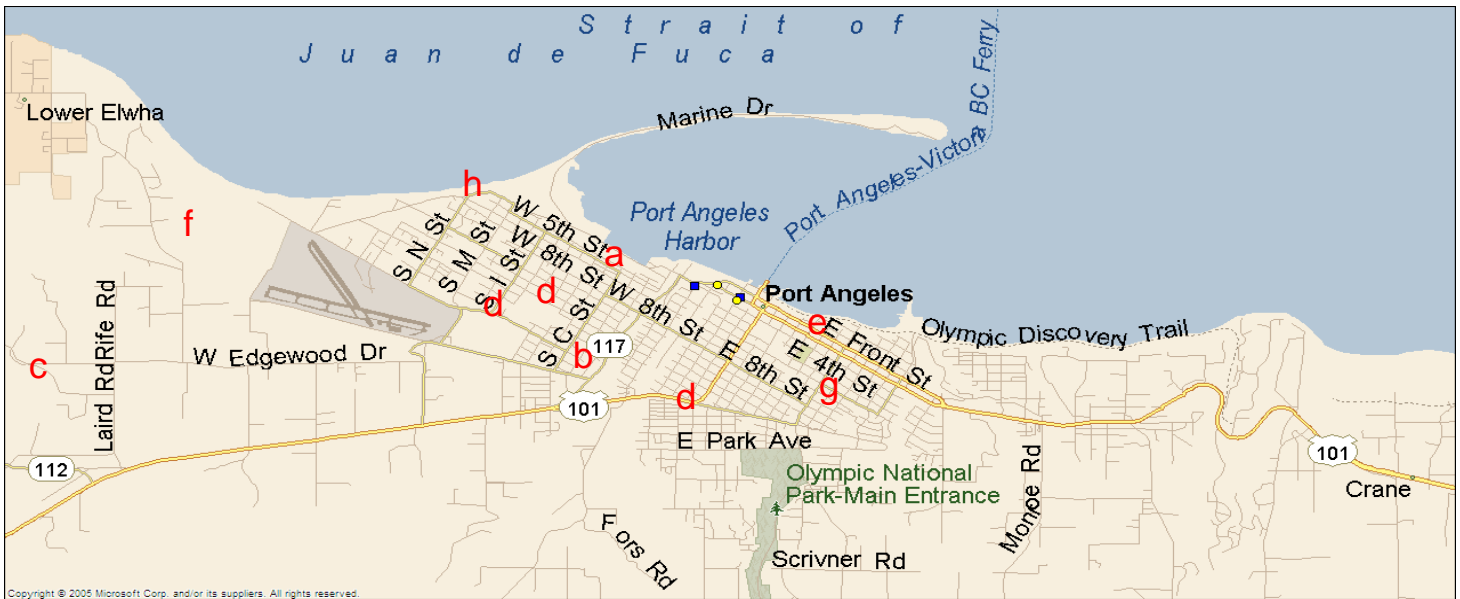 Strait of
Juan de Fuca
Lower Elwha
Marine Dr
Port Angeles-Victoria BC Ferry
h
f
W 5th St
Port Angeles
Harbor
S N St
S M St
S I St
W 8th St
a
d
d
W 8th St
S C St
Port Angeles
e
E Front St
Olympic Discovery Trail
Laird Rd
Rife Rd
W Edgewood Dr
c
b
117
E 4th St
E 8th St
g
d
101
E Park Ave
112
Olympic National
Park-Main Entrance
Monroe Rd
101
Crane
Fors Rd
Scrivner Rd
Copyright © 2005 Microsoft Corp. and/or its suppliers. All rights reserved.